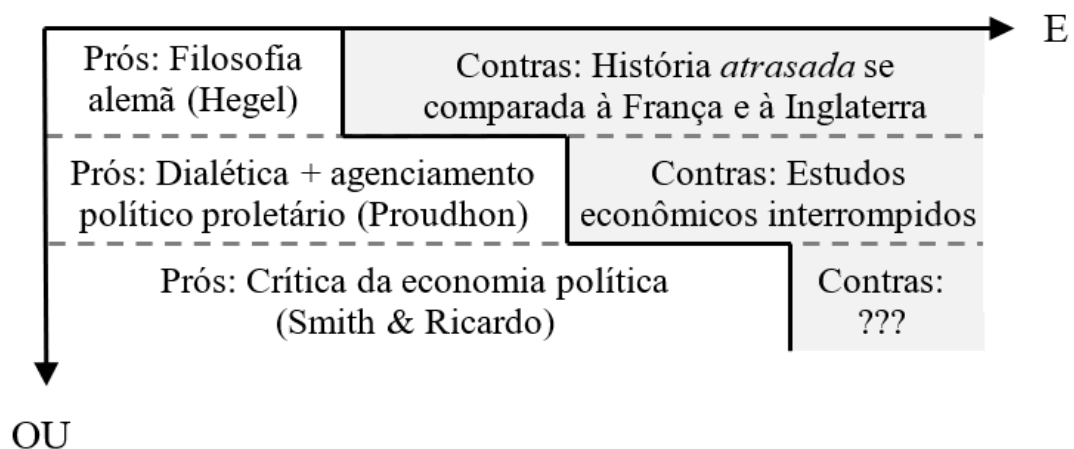 E
Prós: Filosofia
alemã (Hegel)
Contras: História atrasada se
comparada à França e à Inglaterra
Prós: Dialética + agenciamento
político proletário (Proudhon)
Contras: Estudos
econômicos interrompidos
Prós: Crítica da economia política
(Smith & Ricardo)
Contras:
???
OU